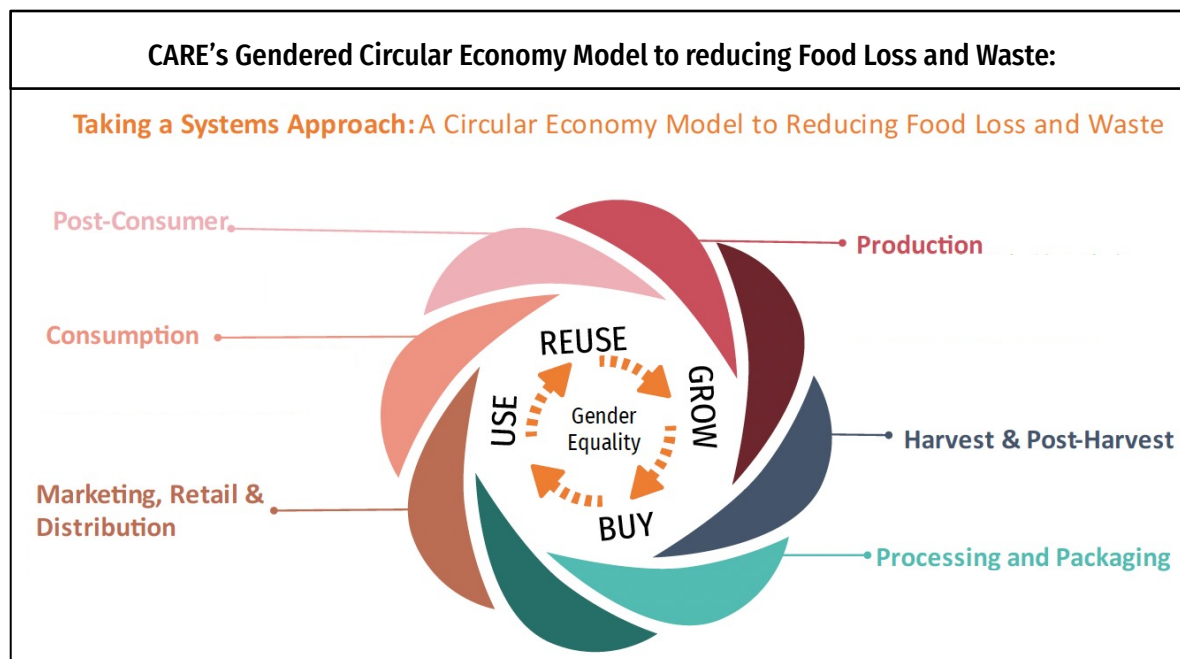 CARE's Gendered Circular Economy Model to reducing Food Loss and Waste:
Taking a Systems Approach: A Circular Economy Model to Reducing Food Loss and Waste
Post-Consumer
Production
Consumption
REUSE
GROW
USE
Gender
Equality
BUY
Harvest & Post-Harvest
Marketing, Retail &
Distribution
Processing and Packaging